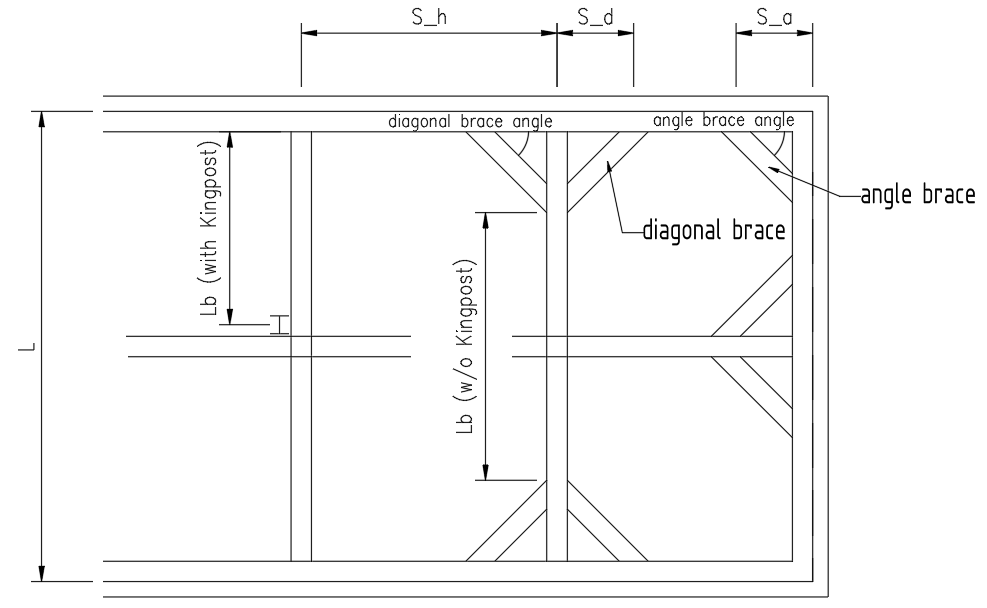 S_h
S_d
S_a
diagonal brace angle
angle brace angle
Lb (with Kingpost)
angle brace
diagonal brace
Lb (w/o Kingpost)
L